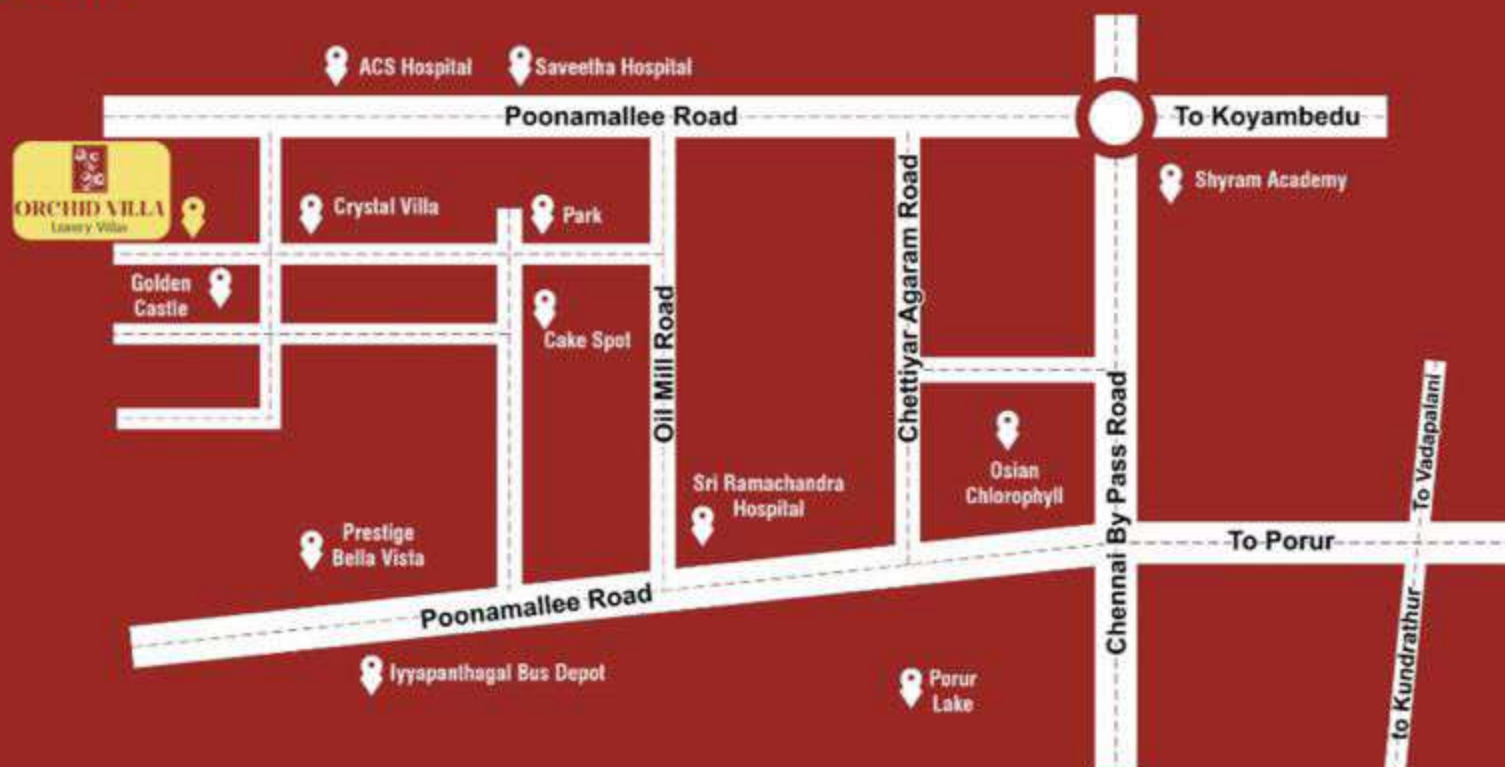 ACS Hospital
Saveetha Hospital
Poonamallee Road
To Koyambedu
ORCHID VILLA
Luxury Villas
Crystal Villa
Park
Shyram Academy
Golden
Castle
Cake Spot
Oil Mill Road
Chettiyar Agaram Road
Chennai By Pass Road
To Vadapalani
Osian
Chlorophyll
Sri Ramachandra
Hospital
Prestige
Bella Vista
To Porur
Poonamallee Road
to Kundrathur
Iyyapanthagal Bus Depot
Porur
Lake